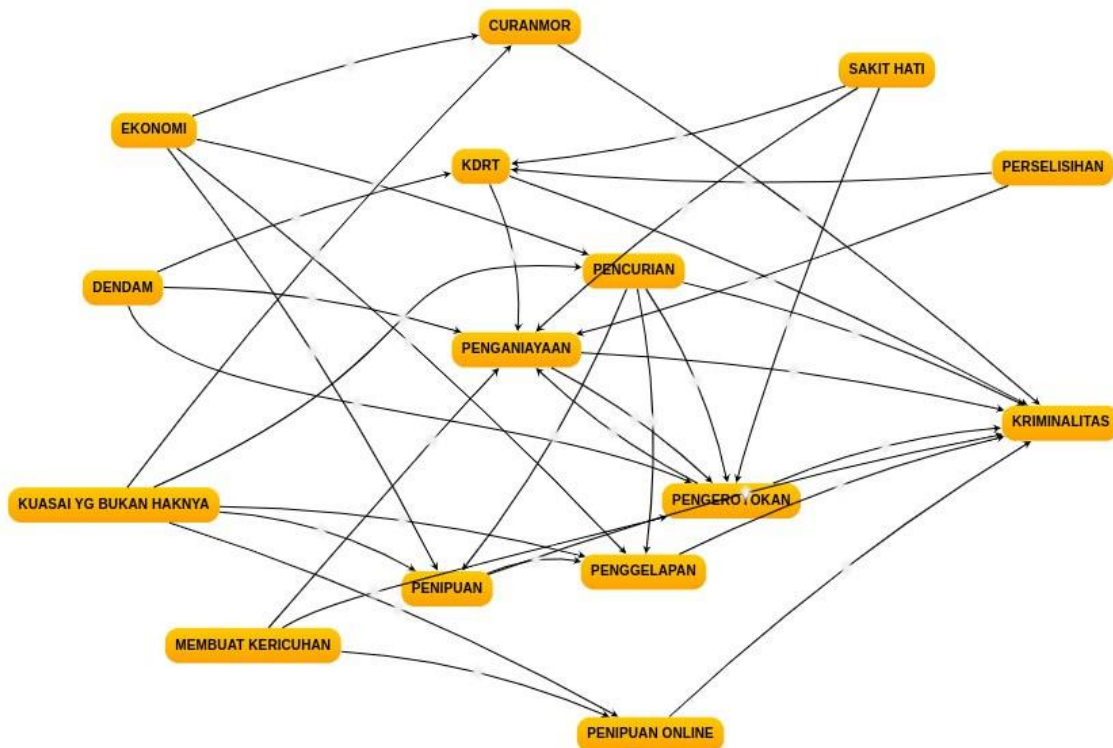 CURANMOR
SAKIT HATI
EKONOMI
KDRT
PERSELISIHAN
PENCURIAN
DENDAM
PENGANIAYAAN
KRIMINALITAS
KUASAI YG BUKAN HAKNYA
PENGEROYOKAN
PENGGELAPAN
PENIPUAN
MEMBUAT KERICUHAN
PENIPUAN ONLINE